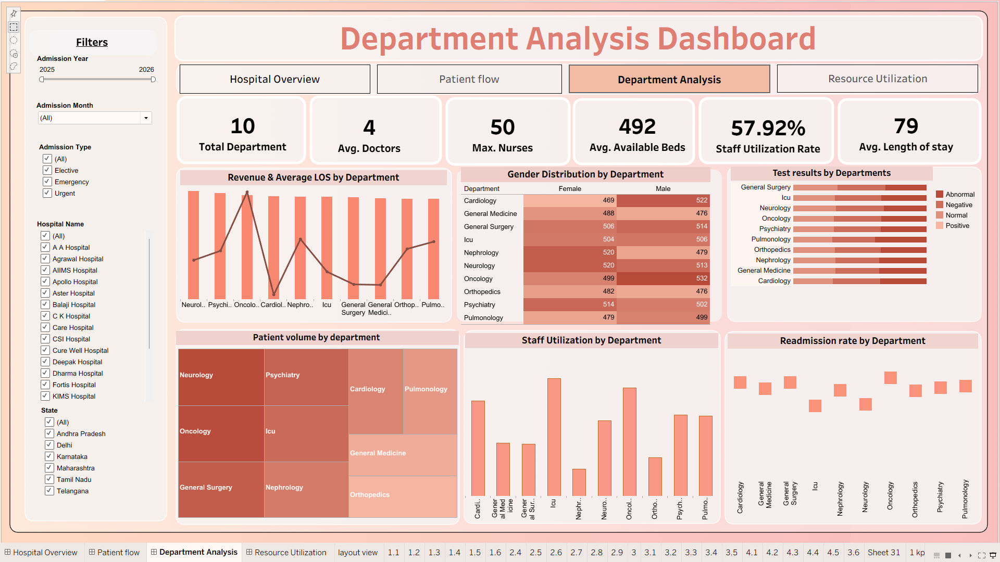 Department Analysis Dashboard
Filters
Admission Year
2025 2026
Admission Month
(All)
Admission Type
(All)
Elective
Emergency
Urgent
Hospital Name
(All)
A A Hospital
Agrawal Hospital
AIIMS Hospital
Apollo Hospital
Aster Hospital
Balaji Hospital
C K Hospital
Care Hospital
CSI Hospital
Cure Well Hospital
Deepak Hospital
Dharma Hospital
Fortis Hospital
KIMS Hospital
State
(All)
Andhra Pradesh
Delhi
Karnataka
Maharashtra
Tamil Nadu
Telangana
Hospital Overview
Patient flow
Department Analysis
Resource Utilization
10
Total Department
4
Avg. Doctors
50
Max. Nurses
492
Avg. Available Beds
57.92%
Staff Utilization Rate
79
Avg. Length of stay
Revenue & Average LOS by Department
Neurol.. Psychi.. Oncolo.. Cardiol.. Nephro.. Icu General Surgery General Medici.. Orthop.. Pulmo..
Gender Distribution by Department
Department Female Male
Cardiology 469 522
General Medicine 488 476
General Surgery 506 514
Icu 504 506
Nephrology 520 479
Neurology 520 513
Oncology 499 532
Orthopedics 482 476
Psychiatry 514 502
Pulmonology 479 499
Test results by Departments
General Surgery
Icu
Neurology
Oncology
Psychiatry
Pulmonology
Orthopedics
Nephrology
General Medicine
Cardiology
Abnormal
Negative
Normal
Positive
Patient volume by department
Neurology
Oncology
General Surgery
Psychiatry
Icu
Nephrology
Cardiology
Pulmonology
General Medicine
Orthopedics
Staff Utilization by Department
Cardi..
Gener
al Med
icine
Gener
al Sur..
Icu
Nephr..
Neuro..
Oncol..
Ortho..
Psych..
Pulmo..
Readmission rate by Department
Cardiology
General
Medicine
General
Surgery
Icu
Nephrology
Neurology
Oncology
Orthopedics
Psychiatry
Pulmonology
Hospital Overview Patient flow Department Analysis Resource Utilization layout view 1.1 1.2 1.3 1.4 1.5 1.6 2.4 2.5 2.6 2.7 2.8 2.9 3 3.1 3.2 3.3 3.4 3.5 4.1 4.2 4.3 4.4 4.5 3.6 Sheet 31 1 kp